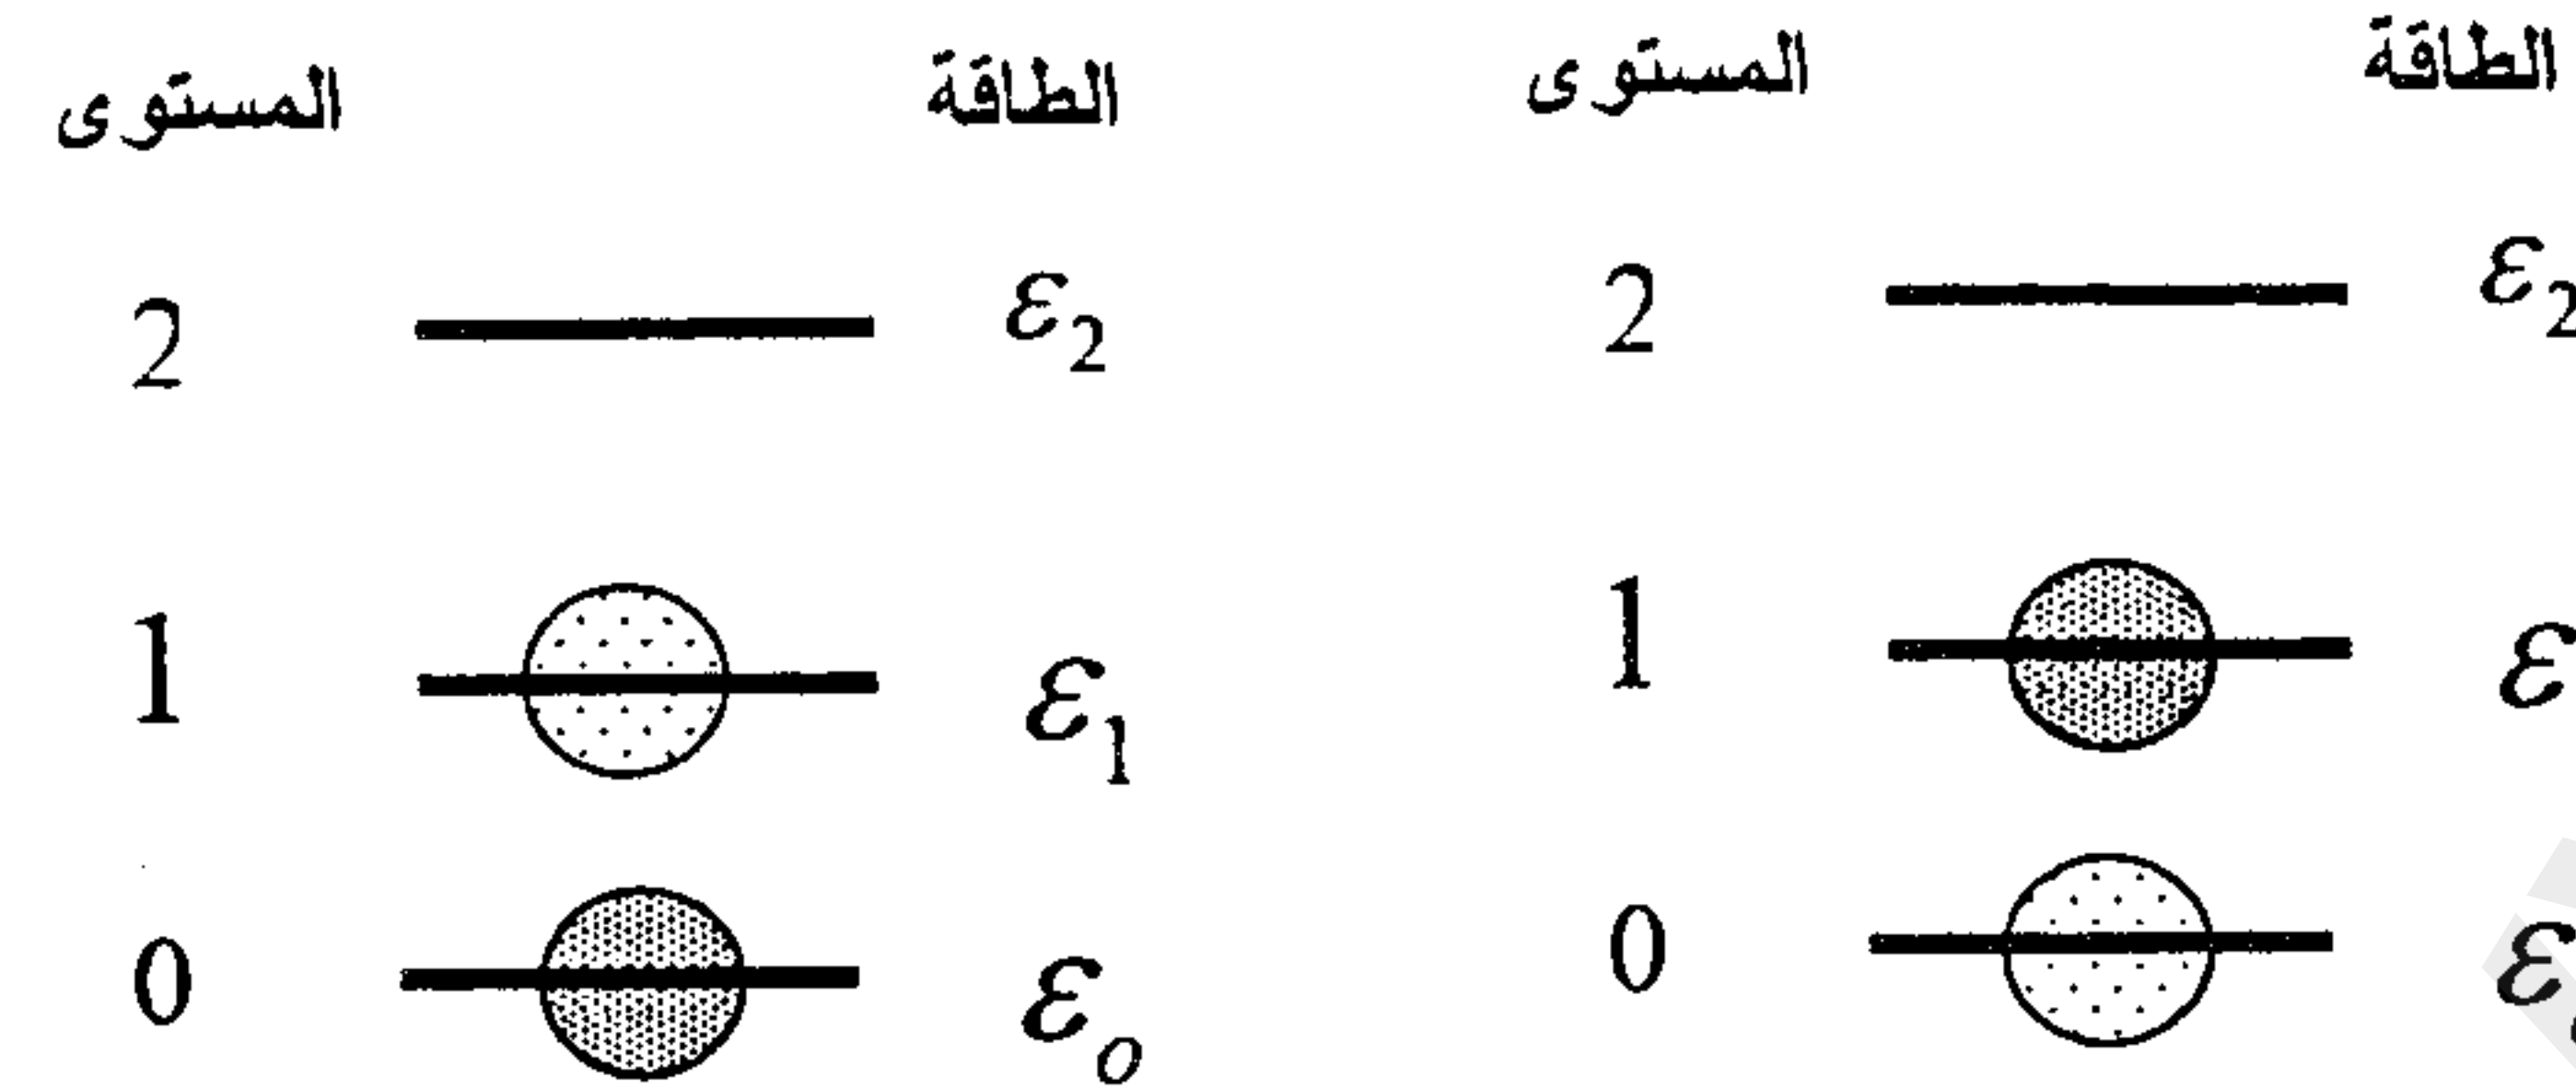 المستوى الطاقة المستوى الطاقة
2 ε₂ 2 ε₂
1 ε₁ 1 ε
0 εₒ 0 ε